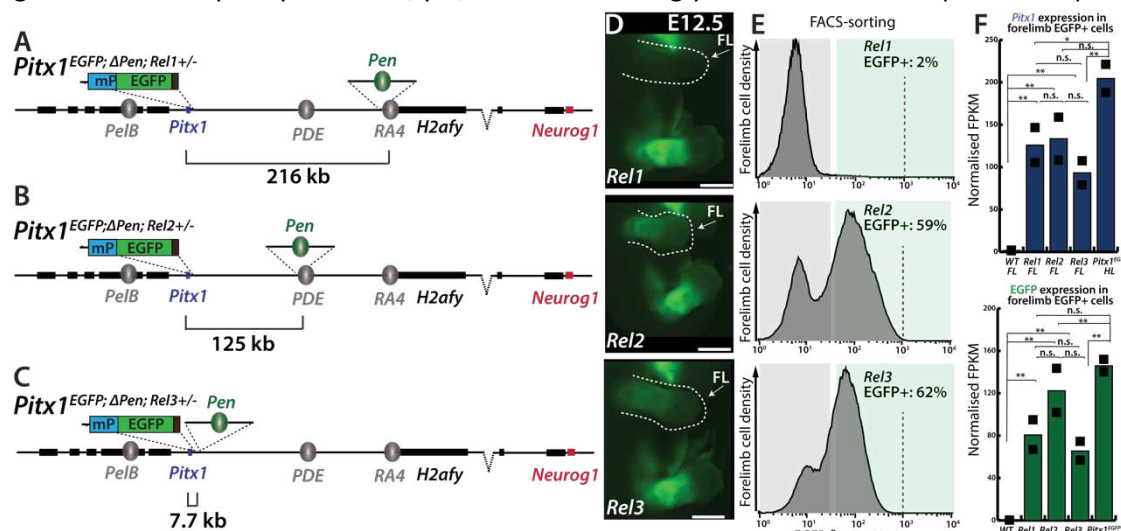 A
Pitx1EGFP; ΔPen; Rel1+/-
mP EGFP
Pen
PelB Pitx1 PDE RA4 H2afy Neurog1
216 kb
B
Pitx1EGFP;ΔPen; Rel2+/-
mP EGFP
Pen
PelB Pitx1 PDE RA4 H2afy Neurog1
125 kb
C
Pitx1EGFP; ΔPen; Rel3+/-
mP EGFP
Pen
PelB Pitx1 PDE RA4 H2afy Neurog1
7.7 kb
D
E12.5
FL
Rel1
FL
Rel2
FL
Rel3
E
FACS-sorting
Rel1
EGFP+: 2%
Forelimb cell density
10⁰ 10¹ 10² 10³ 10⁴
Rel2
EGFP+: 59%
Forelimb cell density
10⁰ 10¹ 10² 10³ 10⁴
Rel3
EGFP+: 62%
Forelimb cell density
10⁰ 10¹ 10² 10³ 10⁴
F
Pitx1 expression in
forelimb EGFP+ cells
Normalised FPKM
250
200
150
100
50
0
*
n.s.
n.s.
**
**
**
** n.s. n.s.
WT Rel1 Rel2 Rel3 Pitx1EG
FL FL FL FL HL
EGFP expression in
forelimb EGFP+ cells
Normalised FPKM
160
120
80
40
0
n.s.
**
**
** n.s. **
** n.s. n.s.
WT Rel1 Rel2 Rel3 Pitx1EGFP